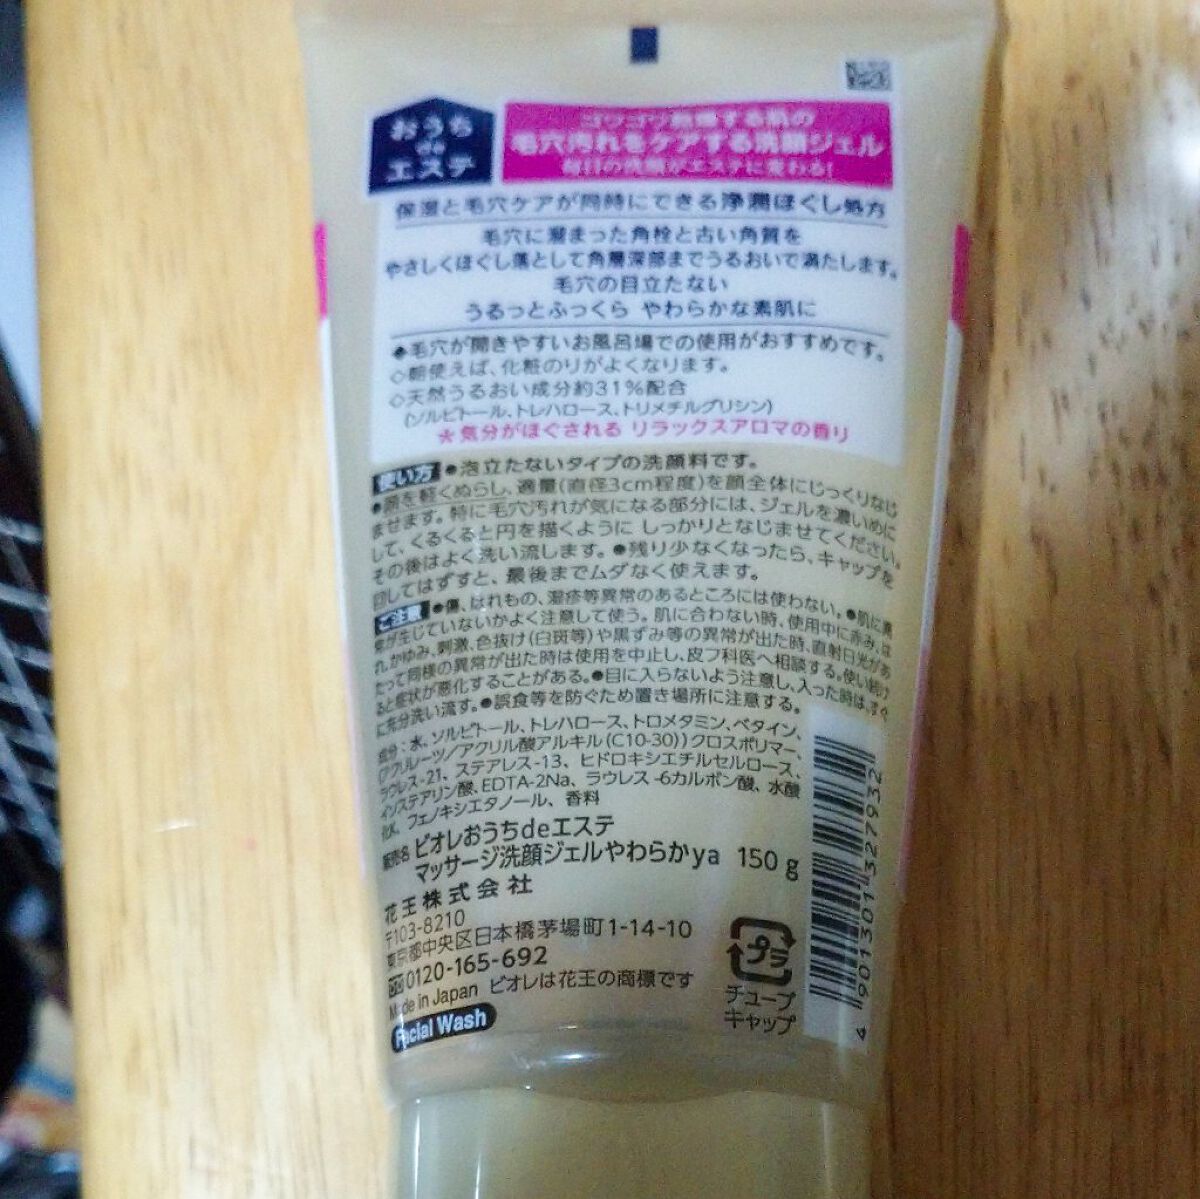 おうち
de
エステ
ゴワゴワ乾燥する肌の
毛穴汚れをケアする洗顔ジェル
毎日の洗顔がエステに変わる!
保湿と毛穴ケアが同時にできる浄潤ほぐし処方
毛穴に溜まった角栓と古い角質を
やさしくほぐし落として角層深部までうるおいで満たします。
毛穴の目立たない
うるっとふっくら やわらかな素肌に
●毛穴が開きやすいお風呂場での使用がおすすめです。
◇朝使えば、化粧のりがよくなります。
◇天然うるおい成分約31%配合
(ソルビトール、トレハロース、トリメチルグリシン)
*気分がほぐされる リラックスアロマの香り
使い方 ●泡立たないタイプの洗顔料です。
●顔を軽くぬらし、適量(直径3cm程度)を顔全体にじっくりなじ
ませます。特に毛穴汚れが気になる部分には、ジェルを濃いめに
して、くるくると円を描くように しっかりとなじませてください。
その後はよく洗い流します。●残り少なくなったら、キャップを
回してはずすと、最後までムダなく使えます。
ご注意 ●傷、はれもの、湿疹等異常のあるところには使わない。●肌に異
常が生じていないかよく注意して使う。肌に合わない時、使用中に赤み、は
れ、かゆみ、刺激、色抜け(白斑等)や黒ずみ等の異常が出た時、直射日光があ
たって同様の異常が出た時は使用を中止し、皮フ科医へ相談する。使い続け
ると症状が悪化することがある。●目に入らないよう注意し、入った時は、すぐ
に充分洗い流す。●誤食等を防ぐため置き場所に注意する。
成分:水、ソルビトール、トレハロース、トロメタミン、ベタイン、
(アクリレーツ/アクリル酸アルキル(C10-30))クロスポリマー、
ラウレス-21、ステアレス-13、ヒドロキシエチルセルロース、
イソステアリン酸、EDTA-2Na、ラウレス-6カルボン酸、水酸
化K、フェノキシエタノール、香料
販売名 ビオレおうちdeエステ
マッサージ洗顔ジェルやわらかya 150g
花王株式会社
〒103-8210
東京都中央区日本橋茅場町1-14-10
0120-165-692
Made in Japan ビオレは花王の商標です
Facial Wash
プラ
チューブ
キャップ
4 901301 327932